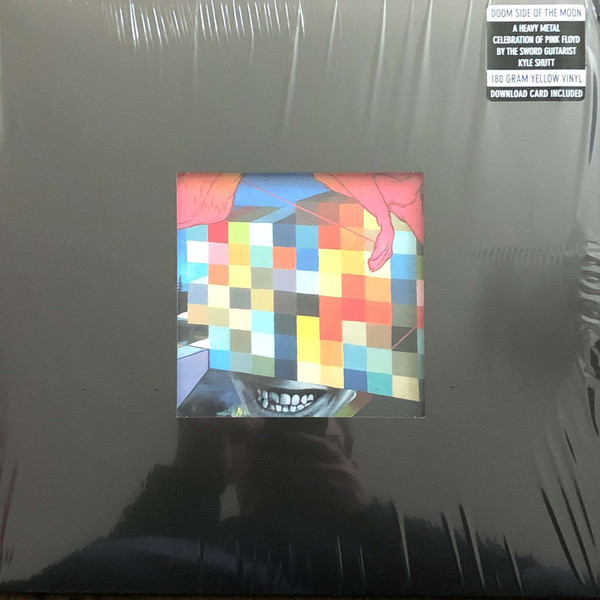 DOOM SIDE OF THE MOON
A HEAVY METAL
CELEBRATION OF PINK FLOYD
BY THE SWORD GUITARIST
KYLE SHUTT
180 GRAM YELLOW VINYL
DOWNLOAD CARD INCLUDED